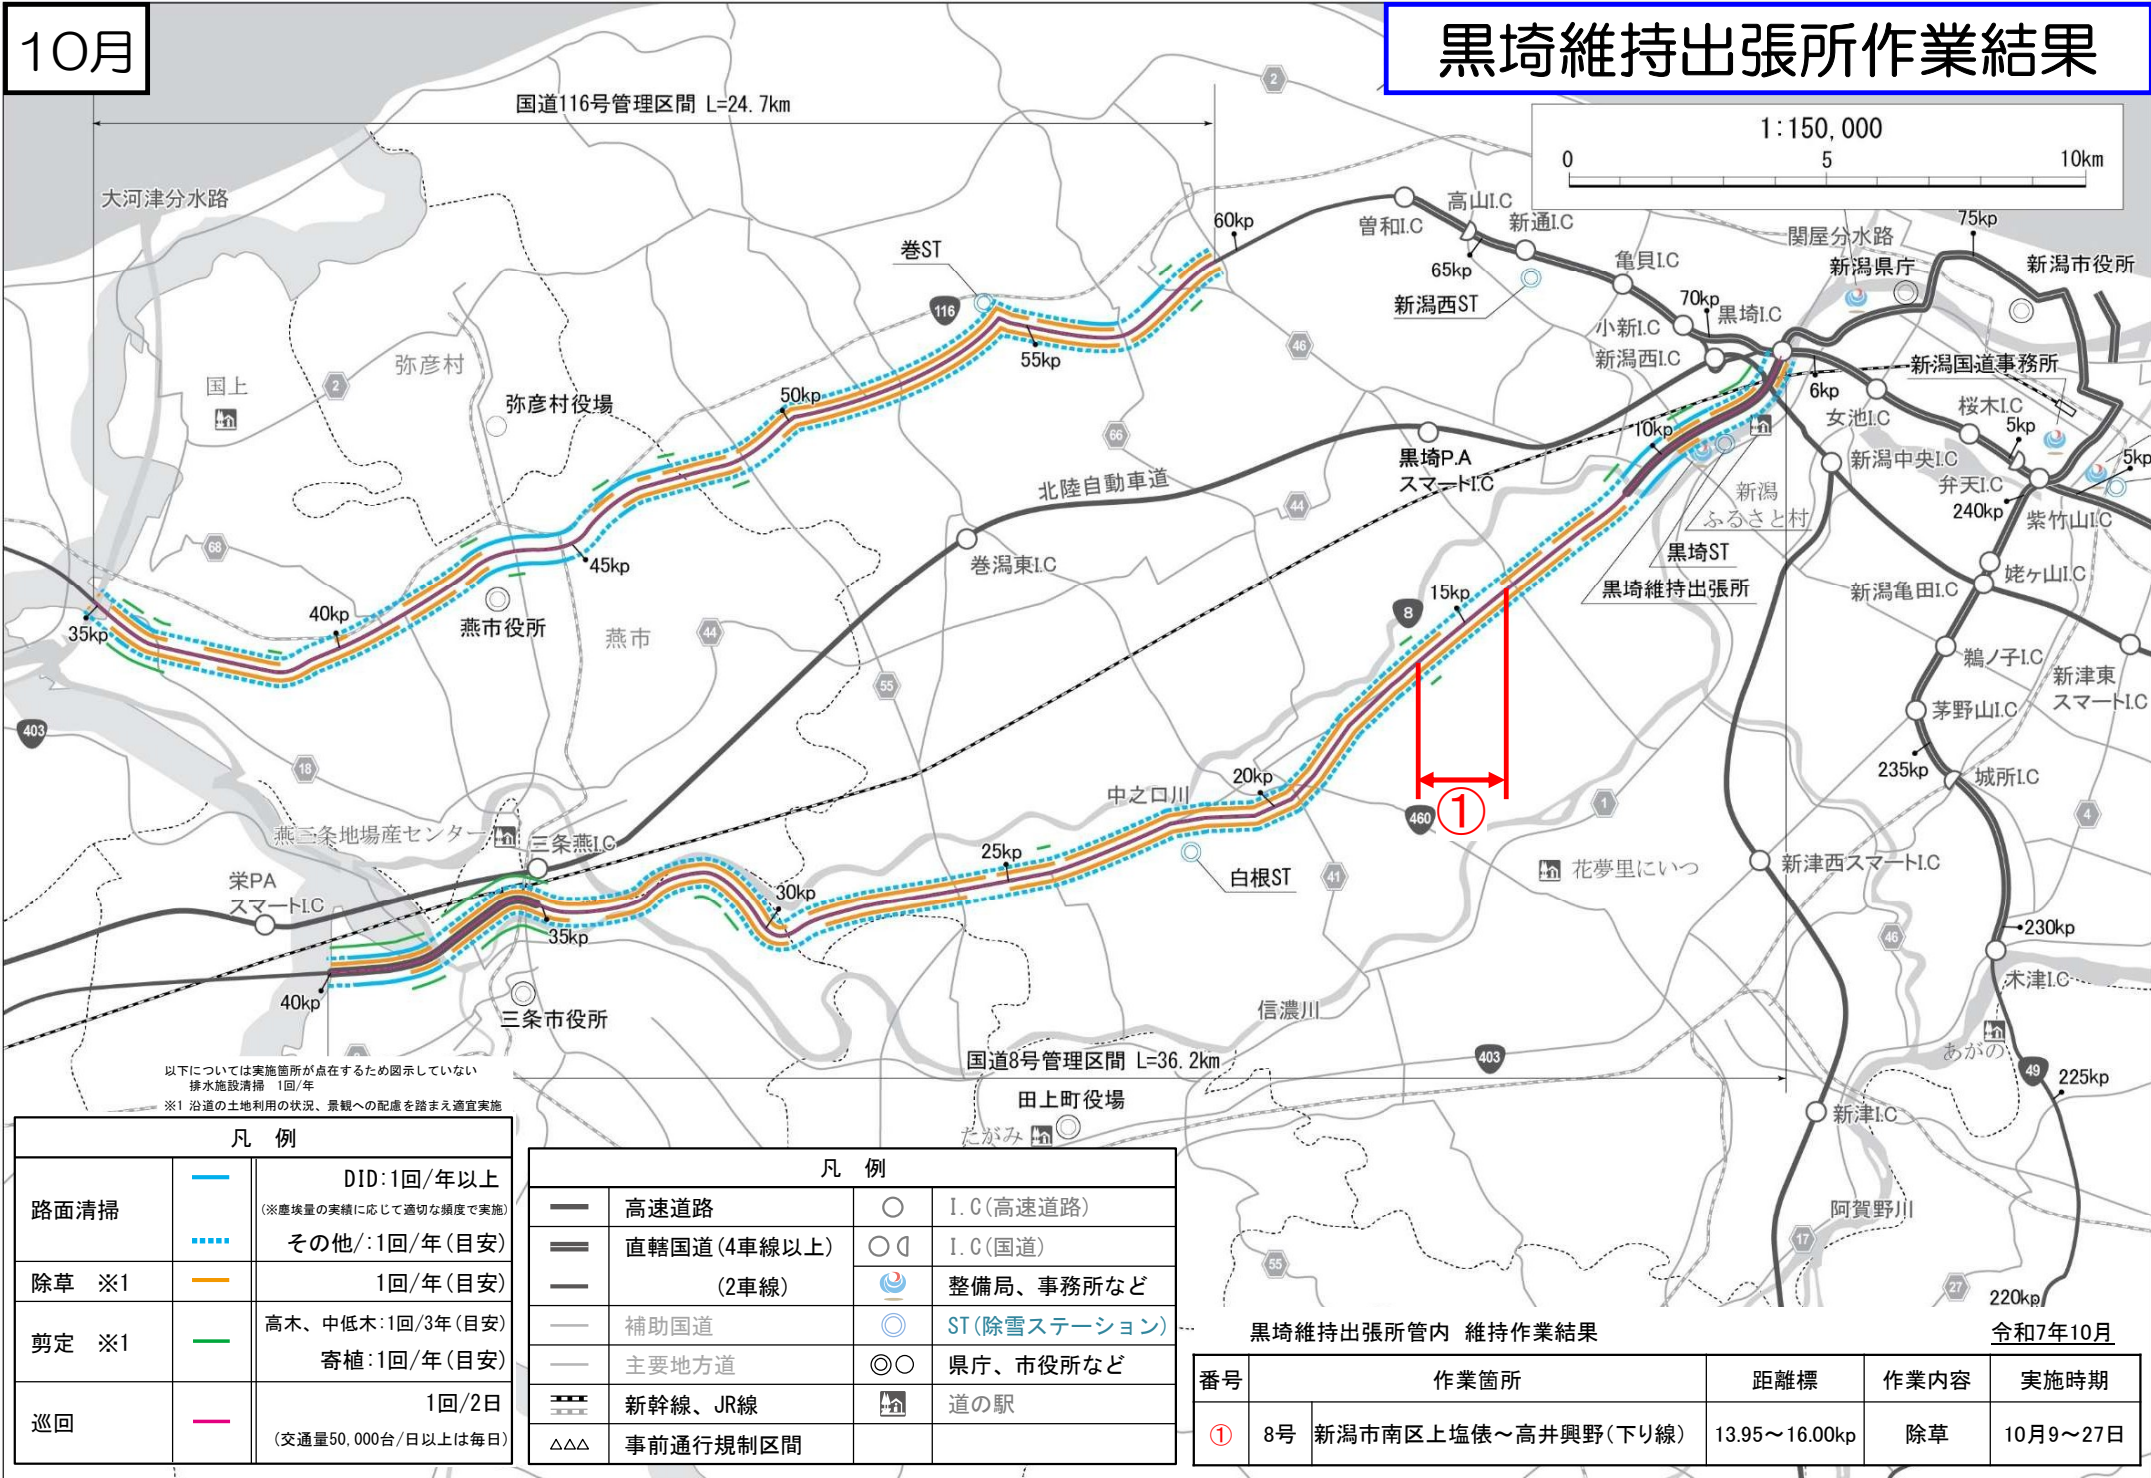 10月
黒埼維持出張所作業結果
国道116号管理区間 L=24.7km
1:150,000
0 5 10km
大河津分水路
巻ST
60kp
曽和I.C
高山I.C
新通I.C
65kp
新潟西ST
亀貝I.C
関屋分水路
75kp
新潟県庁
新潟市役所
70kp
黒埼I.C
小新I.C
新潟西I.C
新潟国道事務所
6kp
女池I.C
桜木I.C
5kp
5kp
新潟中央I.C
弁天I.C
240kp
紫竹山I.C
2
116
46
55kp
弥彦村
国上
2
弥彦村役場
50kp
66
10kp
黒埼P.A
スマートI.C
北陸自動車道
44
新潟
ふるさと村
黒埼ST
黒埼維持出張所
新潟亀田I.C
姥ヶ山I.C
68
45kp
巻潟東I.C
15kp
8
35kp
40kp
燕市役所
燕市
44
55
鵜ノ子I.C
新津東
スマートI.C
茅野山I.C
403
18
235kp
城所I.C
中之口川
20kp
460
①
1
4
燕三条地場産センター
三条燕I.C
25kp
白根ST
41
花夢里にいつ
新津西スマートI.C
栄PA
スマートI.C
30kp
35kp
46
230kp
40kp
三条市役所
信濃川
木津I.C
あがの
国道8号管理区間 L=36.2km
403
49
225kp
田上町役場
たがみ
新津I.C
阿賀野川
17
55
27
220kp
以下については実施箇所が点在するため図示していない
排水施設清掃 1回/年
※1 沿道の土地利用の状況、景観への配慮を踏まえ適宜実施
凡 例
路面清掃 DID:1回/年以上
(※塵埃量の実績に応じて適切な頻度で実施)
その他/:1回/年(目安)
除草 ※1 1回/年(目安)
剪定 ※1 高木、中低木:1回/3年(目安)
寄植:1回/年(目安)
巡回 1回/2日
(交通量50,000台/日以上は毎日)
凡 例
高速道路 I.C(高速道路)
直轄国道(4車線以上) I.C(国道)
(2車線) 整備局、事務所など
補助国道 ST(除雪ステーション)
主要地方道 県庁、市役所など
新幹線、JR線 道の駅
事前通行規制区間
黒埼維持出張所管内 維持作業結果 令和7年10月
番号 作業箇所 距離標 作業内容 実施時期
① 8号 新潟市南区上塩俵～高井興野(下り線) 13.95～16.00kp 除草 10月9～27日